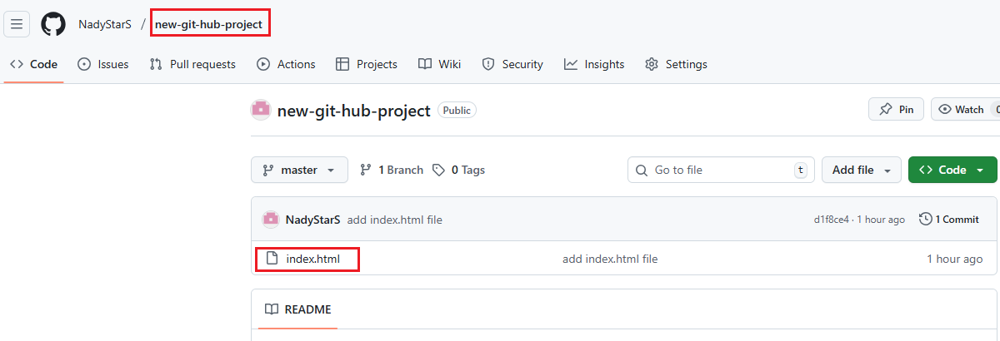 NadyStarS / new-git-hub-project
Code Issues Pull requests Actions Projects Wiki Security Insights Settings
new-git-hub-project Public Pin Watch 0
master 1 Branch 0 Tags Go to file t Add file Code
NadyStarS add index.html file d1f8ce4 · 1 hour ago 1 Commit
index.html add index.html file 1 hour ago
README